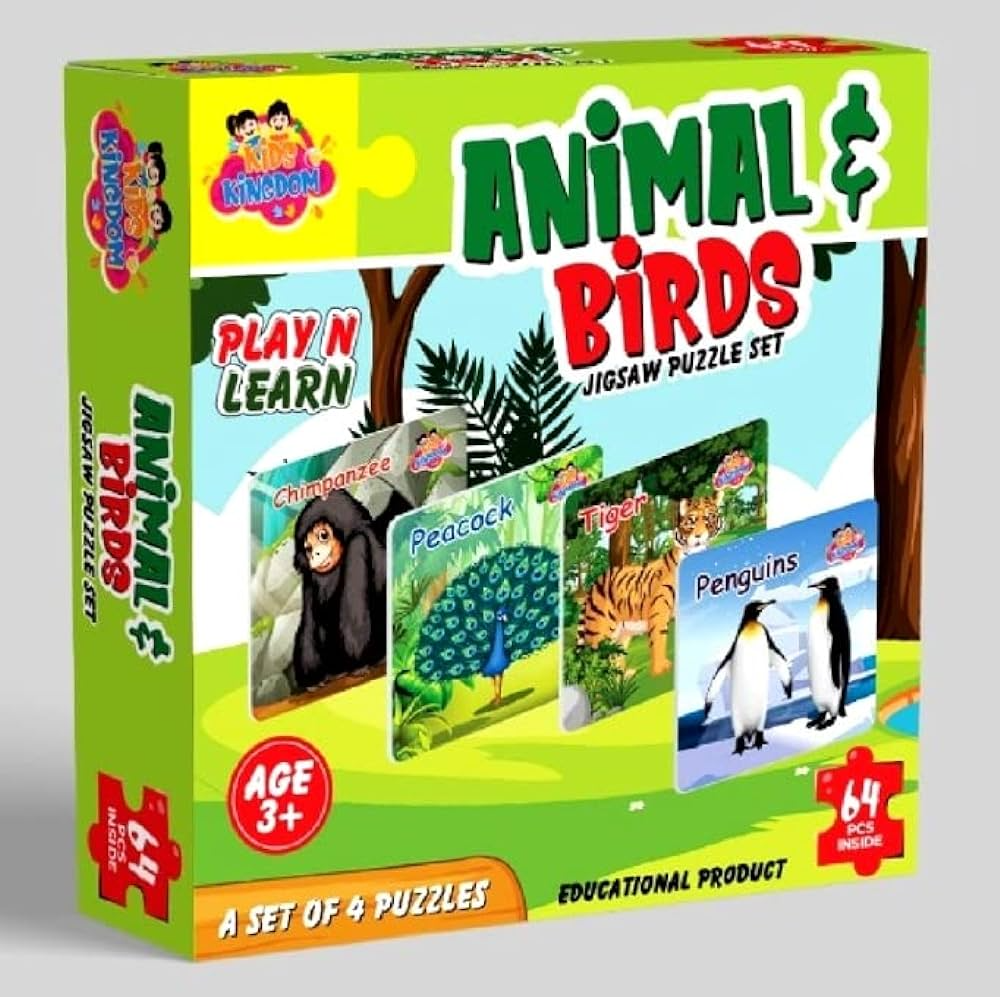 KIDS
KINGDOM
ANIMAL &
BIRDS
JIGSAW PUZZLE SET
PLAY N
LEARN
Chimpanzee
Peacock
Tiger
Penguins
AGE
3+
64
PCS
INSIDE
A SET OF 4 PUZZLES
EDUCATIONAL PRODUCT
KIDS
KINGDOM
ANIMAL &
BIRDS
JIGSAW PUZZLE SET
64
PCS
INSIDE